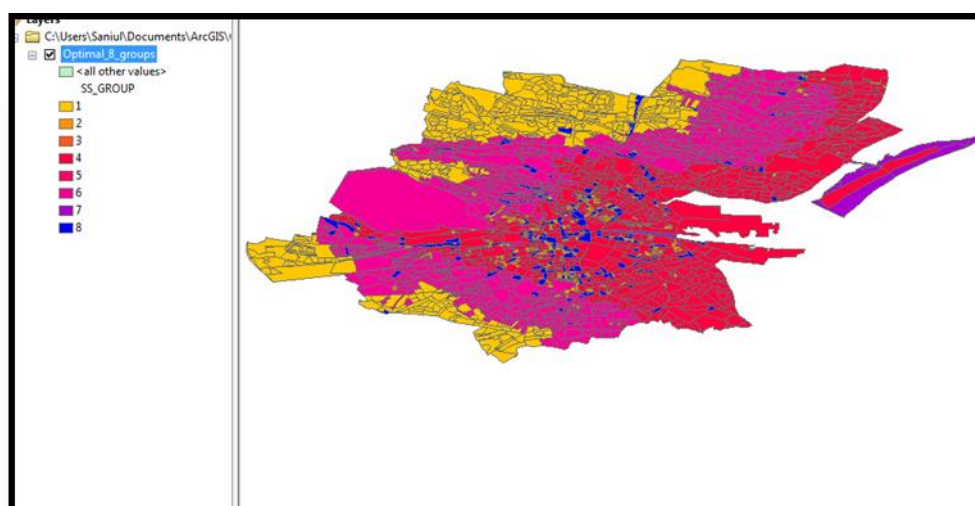 Layers
C:\Users\Saniul\Documents\ArcGIS\
Optimal_8_groups
<all other values>
SS_GROUP
1
2
3
4
5
6
7
8